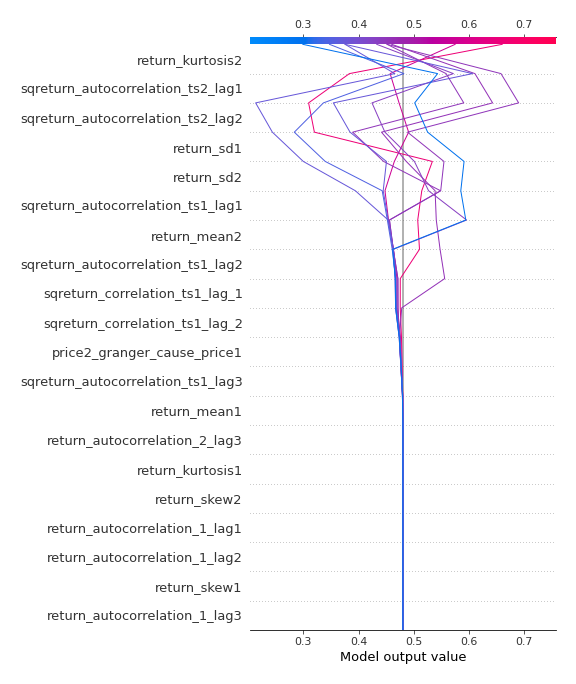 0.3 0.4 0.5 0.6 0.7
return_kurtosis2
sqreturn_autocorrelation_ts2_lag1
sqreturn_autocorrelation_ts2_lag2
return_sd1
return_sd2
sqreturn_autocorrelation_ts1_lag1
return_mean2
sqreturn_autocorrelation_ts1_lag2
sqreturn_correlation_ts1_lag_1
sqreturn_correlation_ts1_lag_2
price2_granger_cause_price1
sqreturn_autocorrelation_ts1_lag3
return_mean1
return_autocorrelation_2_lag3
return_kurtosis1
return_skew2
return_autocorrelation_1_lag1
return_autocorrelation_1_lag2
return_skew1
return_autocorrelation_1_lag3
0.3 0.4 0.5 0.6 0.7
Model output value